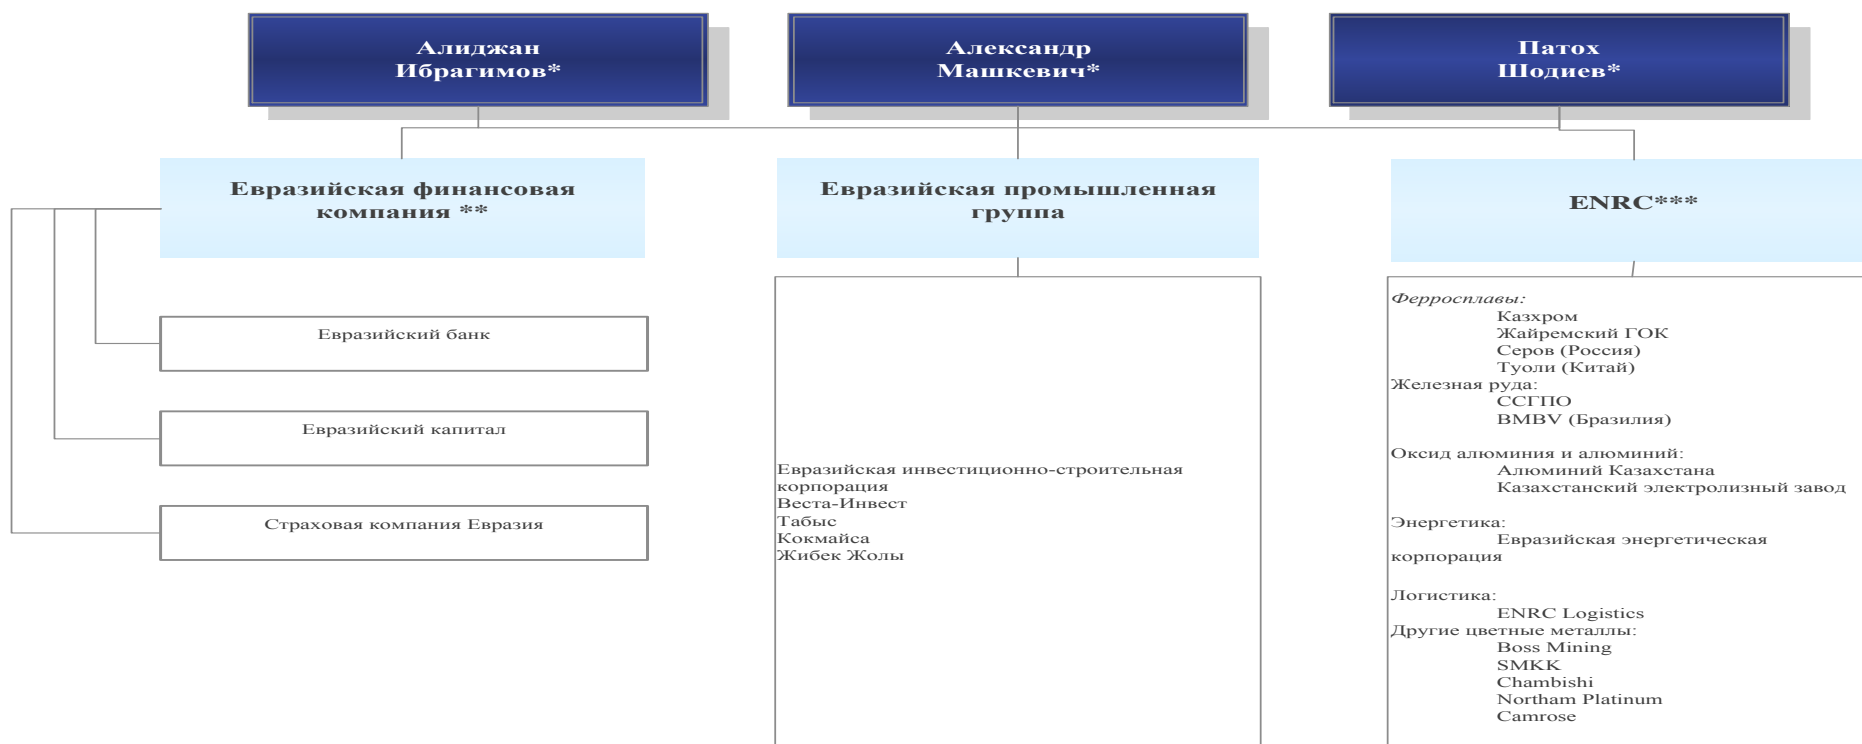 Алиджан
Ибрагимов*
Александр
Машкевич*
Патох
Шодиев*
Евразийская финансовая
компания **
Евразийская промышленная
группа
ENRC***
Евразийский банк
Евразийский капитал
Страховая компания Евразия
Евразийская инвестиционно-строительная
корпорация
Веста-Инвест
Табыс
Кокмайса
Жибек Жолы
Ферросплавы:
Казхром
Жайремский ГОК
Серов (Россия)
Туоли (Китай)
Железная руда:
ССГПО
BMBV (Бразилия)
Оксид алюминия и алюминий:
Алюминий Казахстана
Казахстанский электролизный завод
Энергетика:
Евразийская энергетическая
корпорация
Логистика:
ENRC Logistics
Другие цветные металлы:
Boss Mining
SMKK
Chambishi
Northam Platinum
Camrose